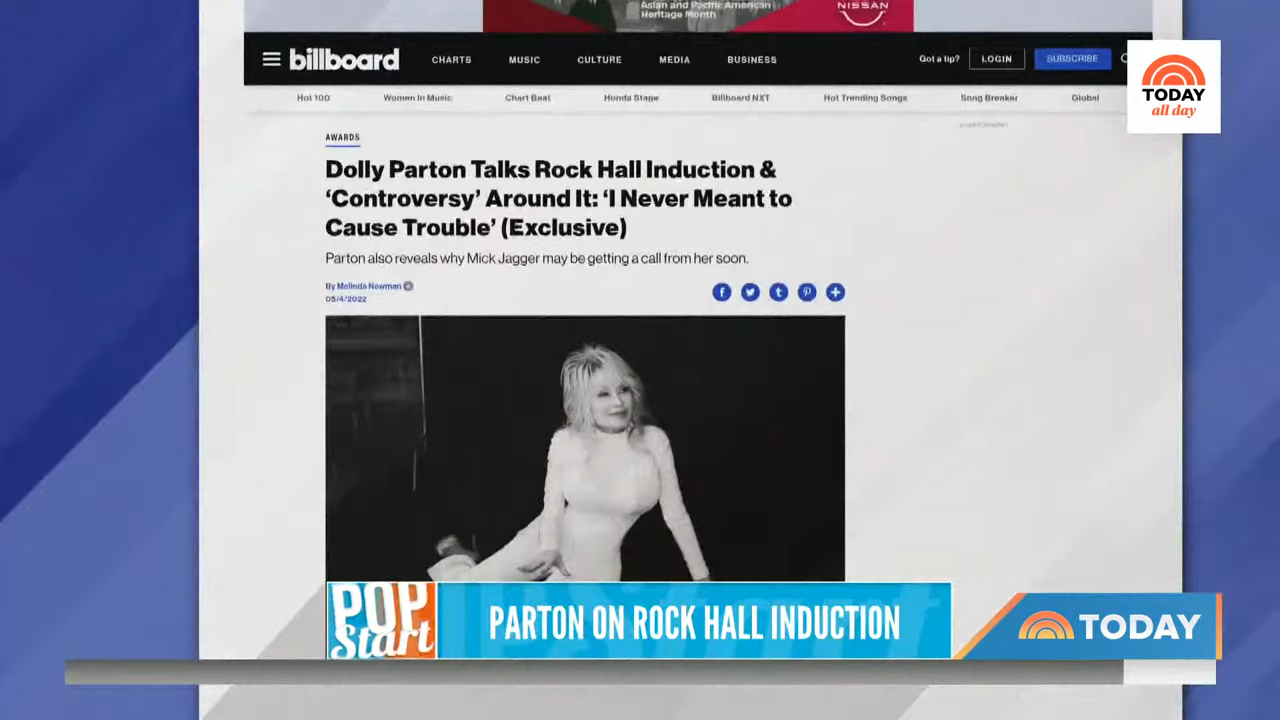 Asian and Pacific American
Heritage Month
NISSAN
billboard
CHARTS
MUSIC
CULTURE
MEDIA
BUSINESS
Got a tip?
LOGIN
SUBSCRIBE
TODAY
all day
Hot 100
Women In Music
Chart Beat
Honda Stage
Billboard NXT
Hot Trending Songs
Song Breaker
Global
AWARDS
Dolly Parton Talks Rock Hall Induction &
‘Controversy’ Around It: ‘I Never Meant to
Cause Trouble’ (Exclusive)
Parton also reveals why Mick Jagger may be getting a call from her soon.
By Melinda Newman
05/4/2022
POP
Start
PARTON ON ROCK HALL INDUCTION
TODAY